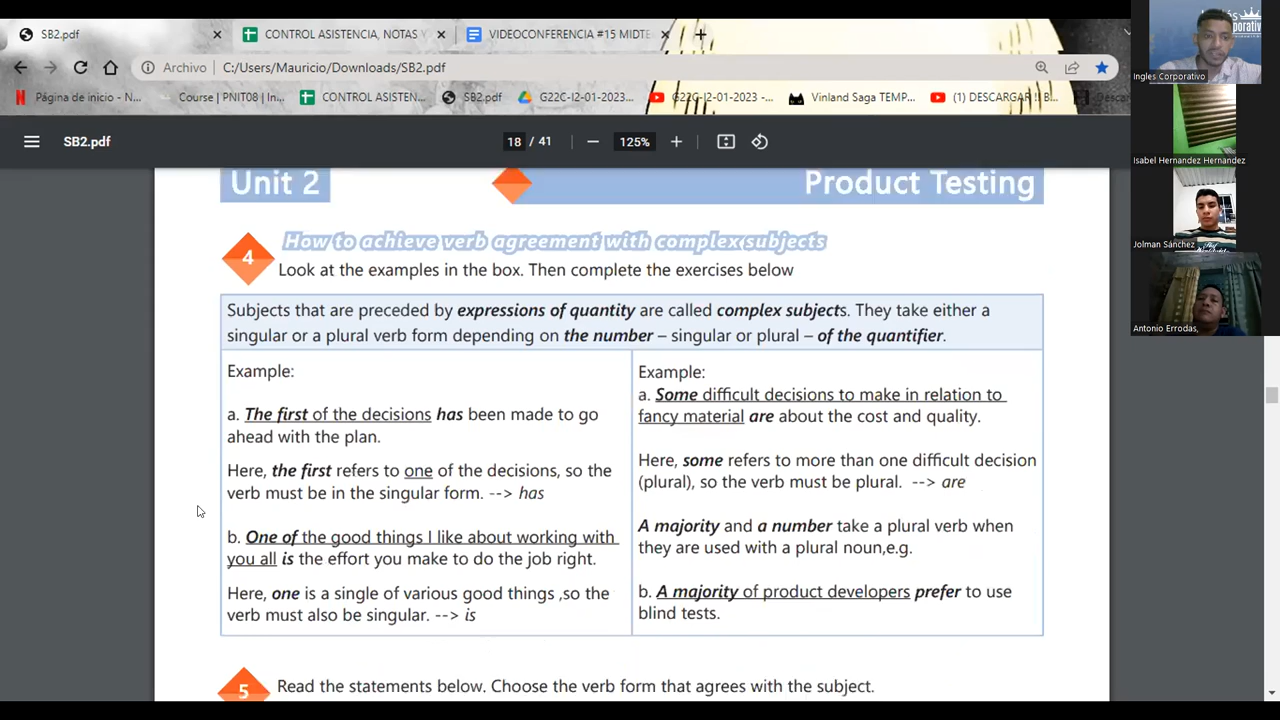 SB2.pdf
CONTROL ASISTENCIA, NOTAS Y
VIDEOCONFERENCIA #15 MIDTE
Archivo
C:/Users/Mauricio/Downloads/SB2.pdf
Página de inicio - N...
Course | PNIT08 | In...
CONTROL ASISTEN...
SB2.pdf
G22C-I2-01-2023 -...
G22C-I2-01-2023 -...
Vinland Saga TEMP...
(1) DESCARGAR !! B...
SB2.pdf
18 / 41
125%
Unit 2
Product Testing
4
How to achieve verb agreement with complex subjects
Look at the examples in the box. Then complete the exercises below
Subjects that are preceded by expressions of quantity are called complex subjects. They take either a
singular or a plural verb form depending on the number – singular or plural – of the quantifier.
Example:
a. The first of the decisions has been made to go
ahead with the plan.
Here, the first refers to one of the decisions, so the
verb must be in the singular form. --> has
b. One of the good things I like about working with
you all is the effort you make to do the job right.
Here, one is a single of various good things ,so the
verb must also be singular. --> is
Example:
a. Some difficult decisions to make in relation to
fancy material are about the cost and quality.
Here, some refers to more than one difficult decision
(plural), so the verb must be plural. --> are
A majority and a number take a plural verb when
they are used with a plural noun,e.g.
b. A majority of product developers prefer to use
blind tests.
5
Read the statements below. Choose the verb form that agrees with the subject.
Ingles Corporativo
Isabel Hernandez Hernandez
Jolman Sánchez
Antonio Errodas,